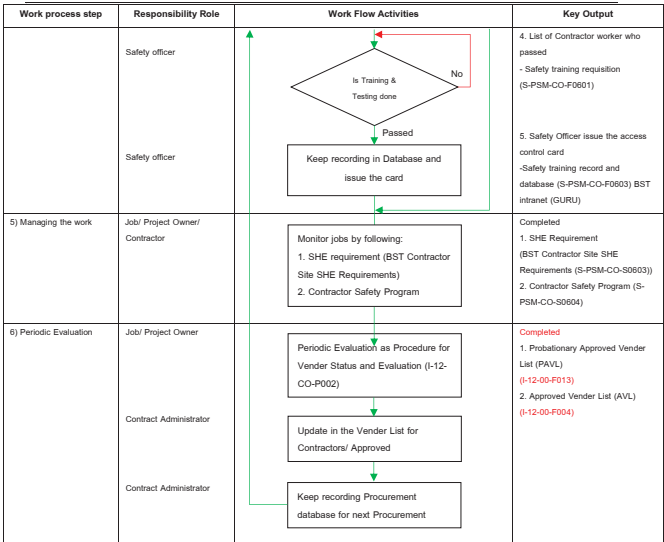 Work process step
Responsibility Role
Work Flow Activities
Key Output
Safety officer
Is Training &
Testing done
No
Passed
4. List of Contractor worker who
passed
- Safety training requisition
(S-PSM-CO-F0601)
Safety officer
Keep recording in Database and
issue the card
5. Safety Officer issue the access
control card
-Safety training record and
database (S-PSM-CO-F0603) BST
intranet (GURU)
5) Managing the work
Job/ Project Owner/
Contractor
Monitor jobs by following:
1. SHE requirement (BST Contractor
Site SHE Requirements)
2. Contractor Safety Program
Completed
1. SHE Requirement
(BST Contractor Site SHE
Requirements (S-PSM-CO-S0603))
2. Contractor Safety Program (S-
PSM-CO-S0604)
6) Periodic Evaluation
Job/ Project Owner
Periodic Evaluation as Procedure for
Vender Status and Evaluation (I-12-
CO-P002)
Completed
1. Probationary Approved Vender
List (PAVL)
(I-12-00-F013)
2. Approved Vender List (AVL)
(I-12-00-F004)
Contract Administrator
Update in the Vender List for
Contractors/ Approved
Contract Administrator
Keep recording Procurement
database for next Procurement